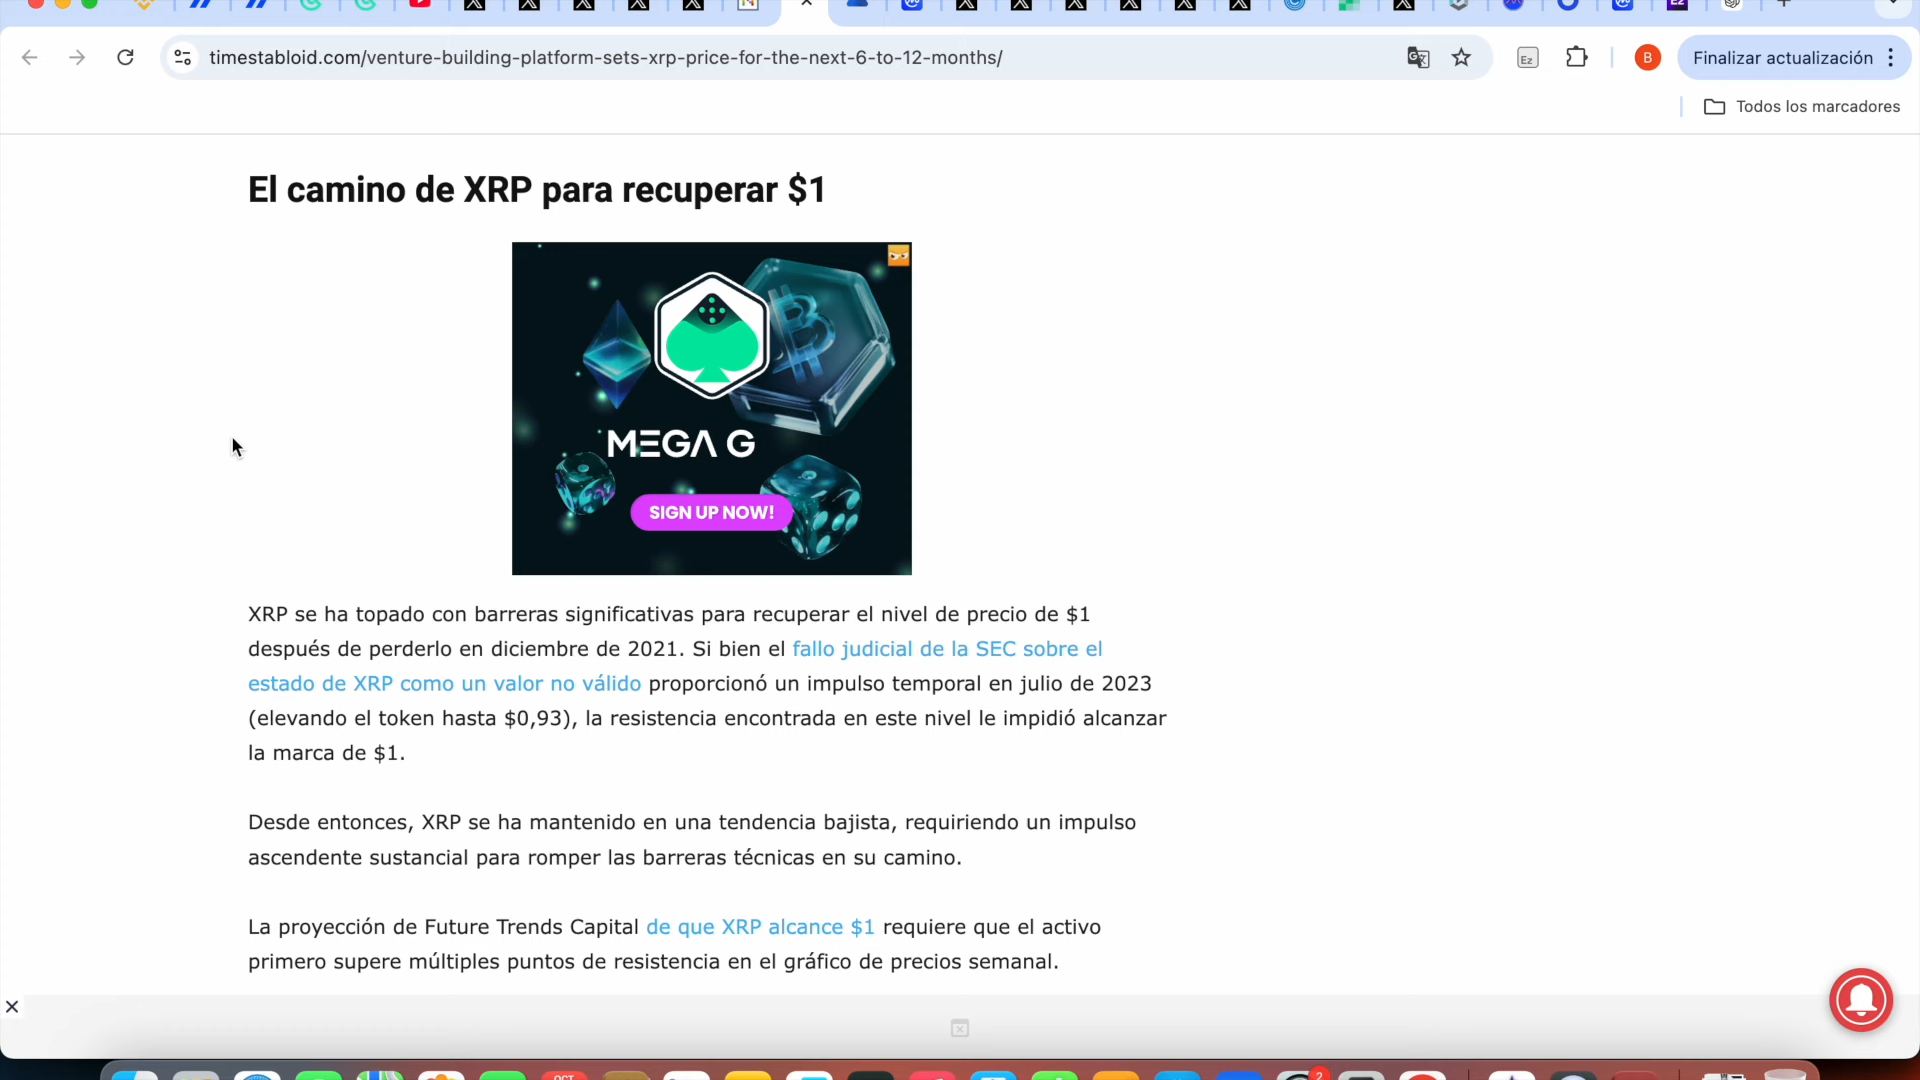 timestabloid.com/venture-building-platform-sets-xrp-price-for-the-next-6-to-12-months/
Ez
B
Finalizar actualización
Todos los marcadores
El camino de XRP para recuperar $1
MEGA G
SIGN UP NOW!
XRP se ha topado con barreras significativas para recuperar el nivel de precio de $1
después de perderlo en diciembre de 2021. Si bien el fallo judicial de la SEC sobre el
estado de XRP como un valor no válido proporcionó un impulso temporal en julio de 2023
(elevando el token hasta $0,93), la resistencia encontrada en este nivel le impidió alcanzar
la marca de $1.
Desde entonces, XRP se ha mantenido en una tendencia bajista, requiriendo un impulso
ascendente sustancial para romper las barreras técnicas en su camino.
La proyección de Future Trends Capital de que XRP alcance $1 requiere que el activo
primero supere múltiples puntos de resistencia en el gráfico de precios semanal.
OCT
2